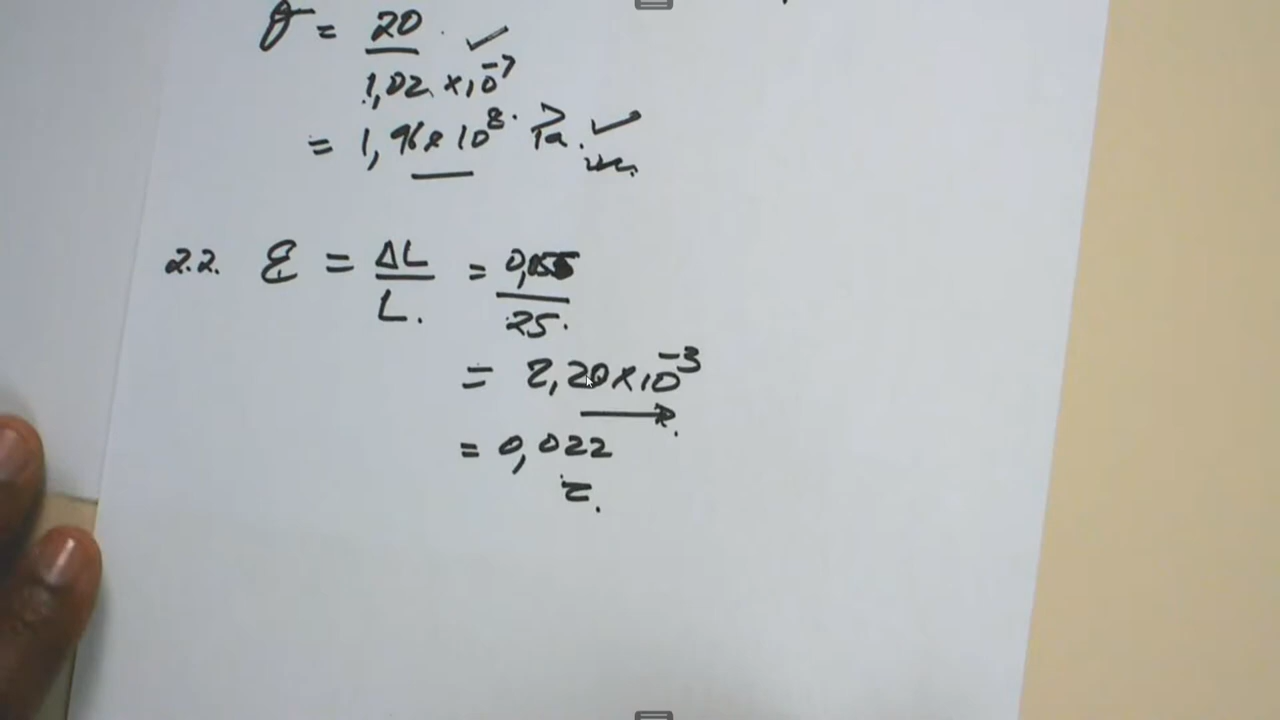 σ = 20 ✓
1,02 × 10⁻⁷
= 1,96 × 10⁸. Pa. ✓
2.2. ε = ΔL = 0,055
L. 25.
= 2,20 × 10⁻³
= 0,022